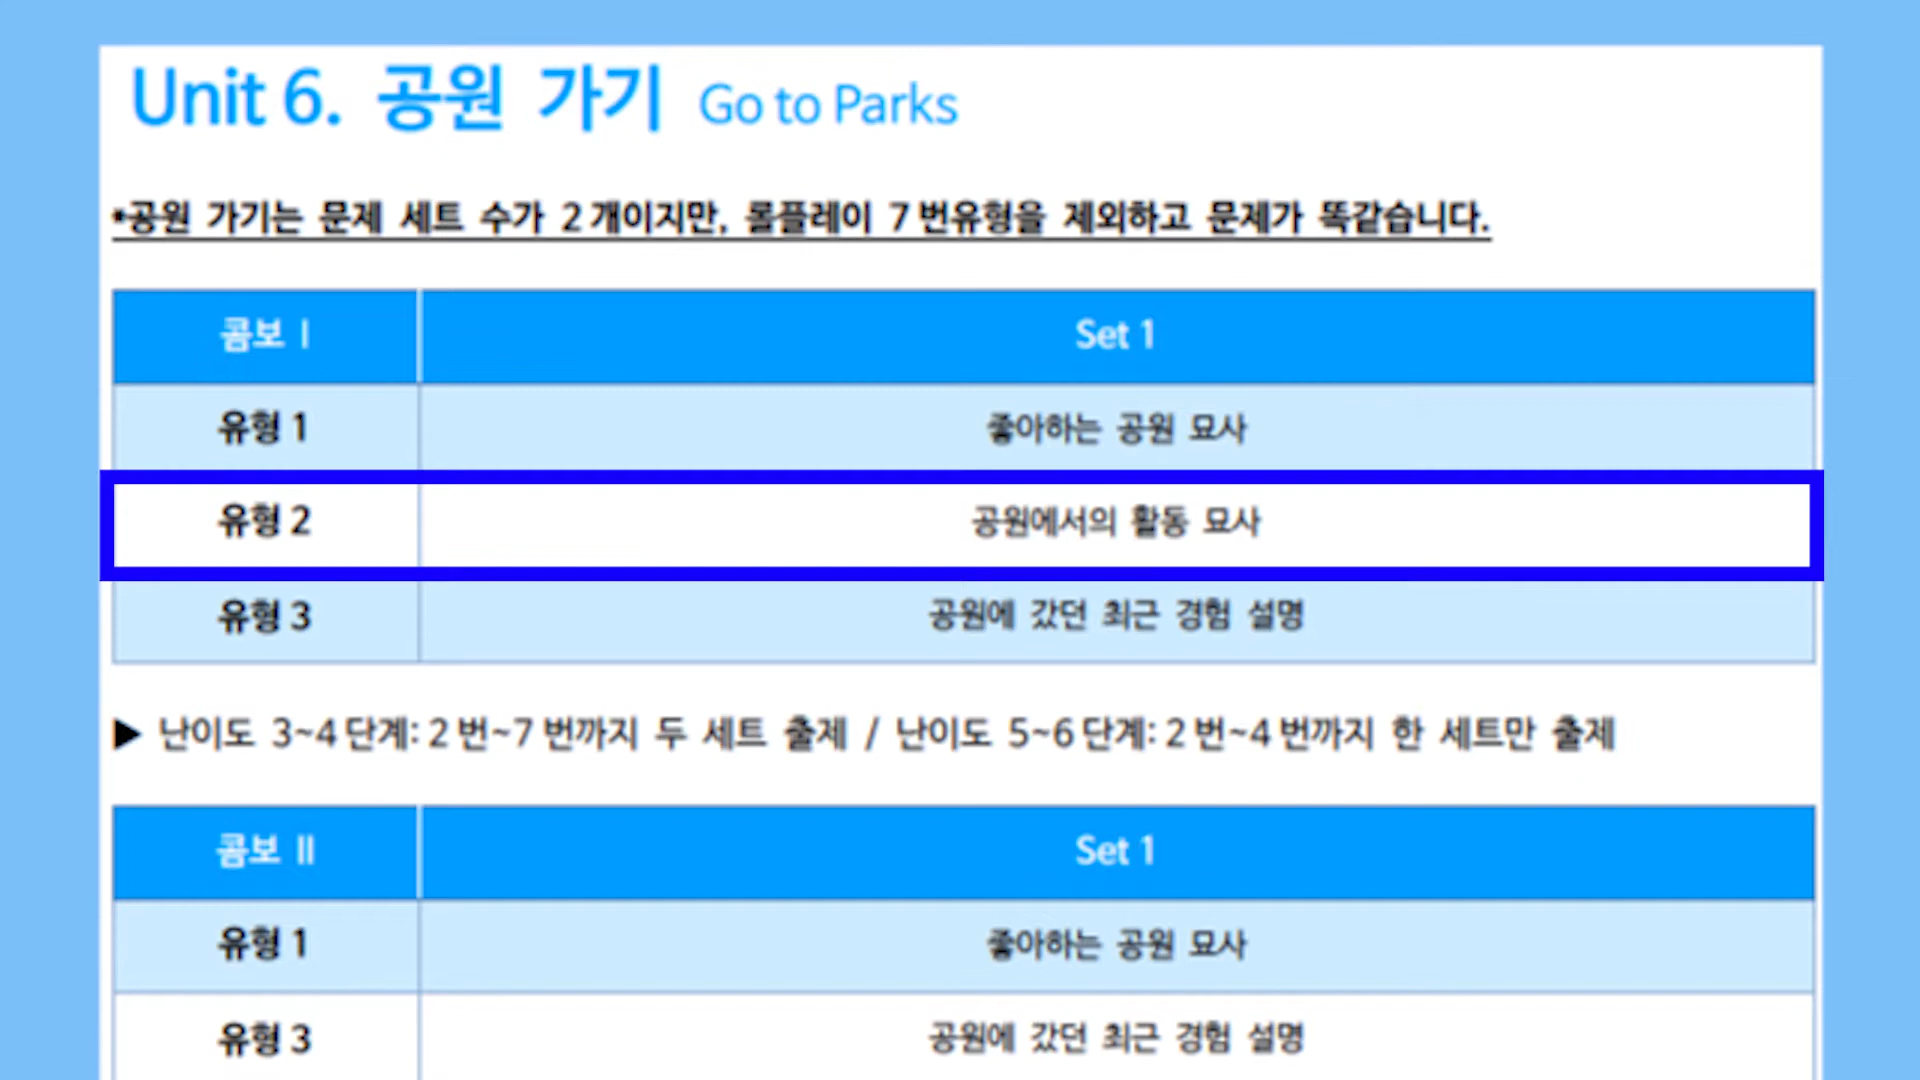 Unit 6. 공원 가기 Go to Parks
*공원 가기는 문제 세트 수가 2개이지만, 롤플레이 7번유형을 제외하고 문제가 똑같습니다.
콤보 I Set 1
유형 1 좋아하는 공원 묘사
유형 2 공원에서의 활동 묘사
유형 3 공원에 갔던 최근 경험 설명
▶ 난이도 3~4단계: 2번~7번까지 두 세트 출제 / 난이도 5~6단계: 2번~4번까지 한 세트만 출제
콤보 II Set 1
유형 1 좋아하는 공원 묘사
유형 3 공원에 갔던 최근 경험 설명